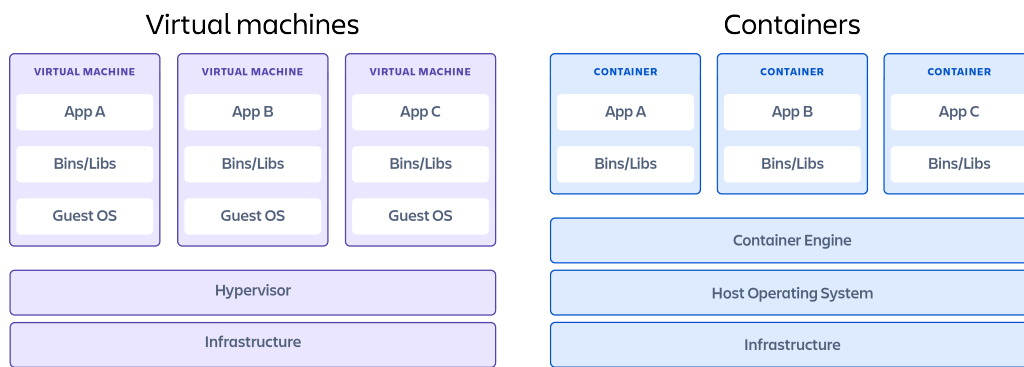 Virtual machines
VIRTUAL MACHINE
App A
Bins/Libs
Guest OS
VIRTUAL MACHINE
App B
Bins/Libs
Guest OS
VIRTUAL MACHINE
App C
Bins/Libs
Guest OS
Hypervisor
Infrastructure
Containers
CONTAINER
App A
Bins/Libs
CONTAINER
App B
Bins/Libs
CONTAINER
App C
Bins/Libs
Container Engine
Host Operating System
Infrastructure